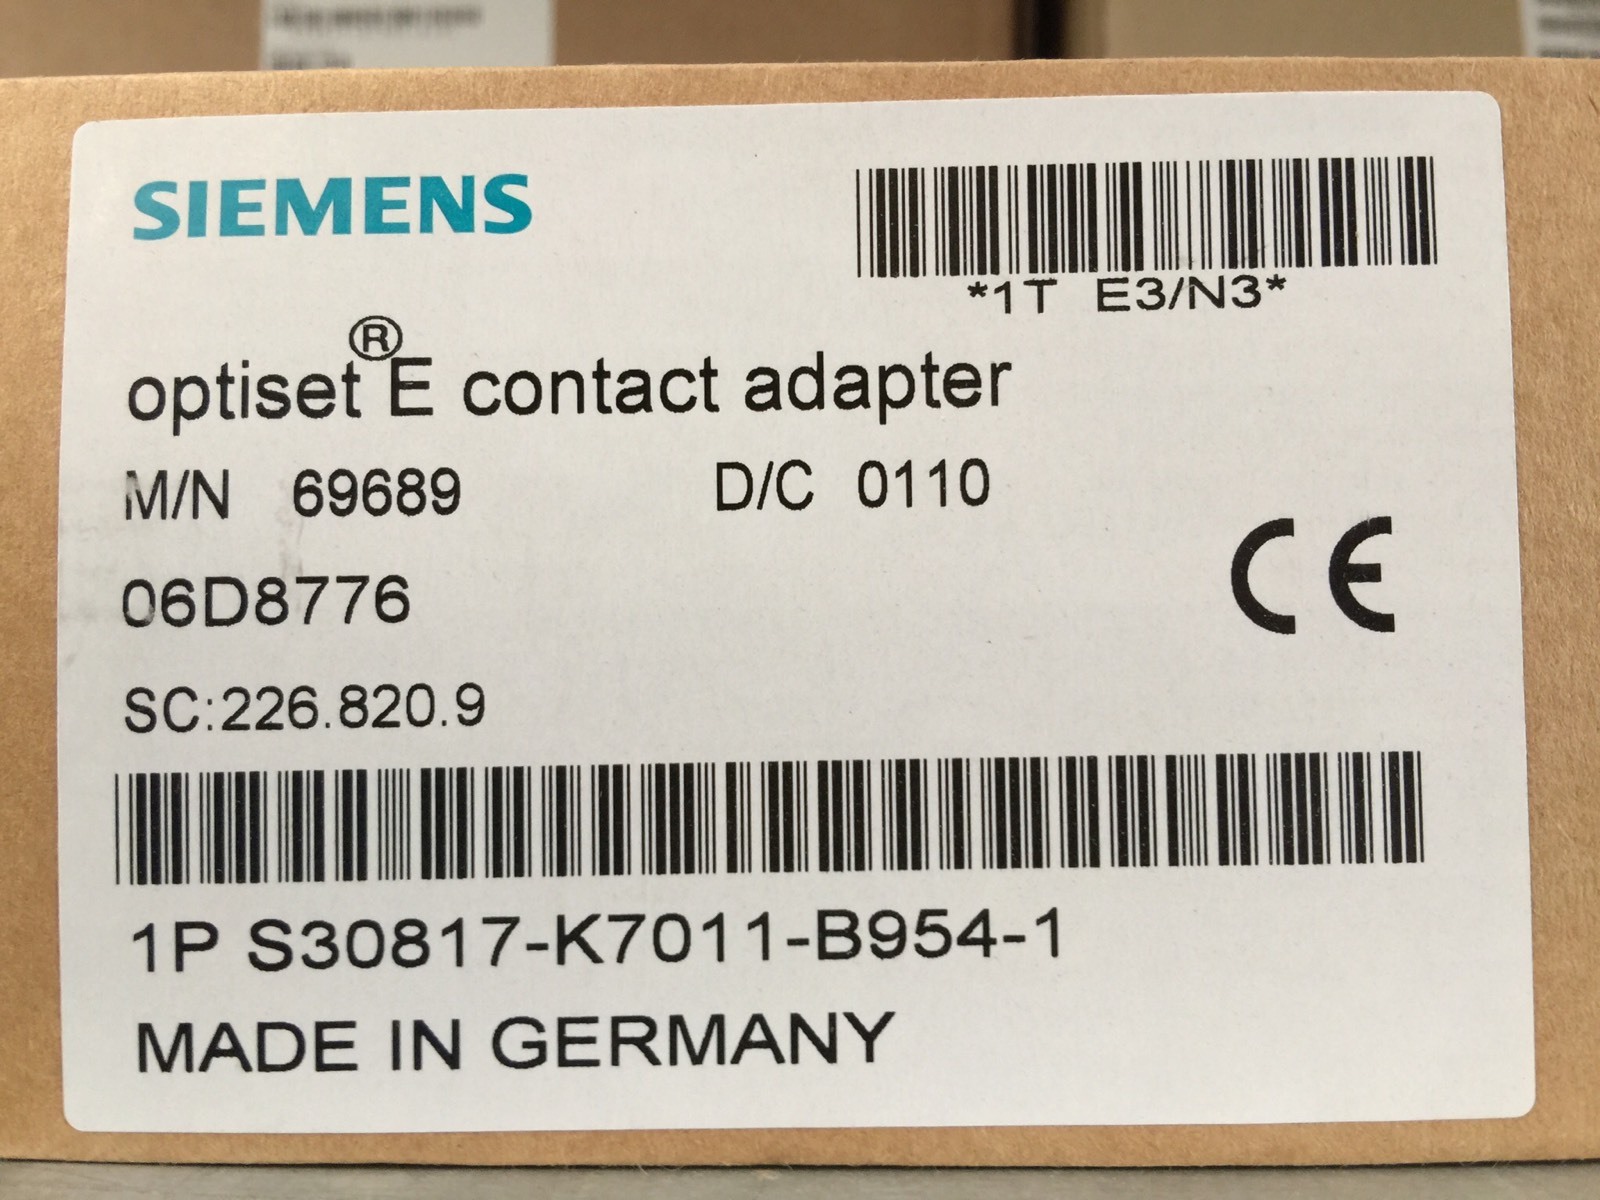 SIEMENS
*1T E3/N3*
optiset® E contact adapter
M/N 69689 D/C 0110
06D8776
SC:226.820.9
1P S30817-K7011-B954-1
MADE IN GERMANY
CE